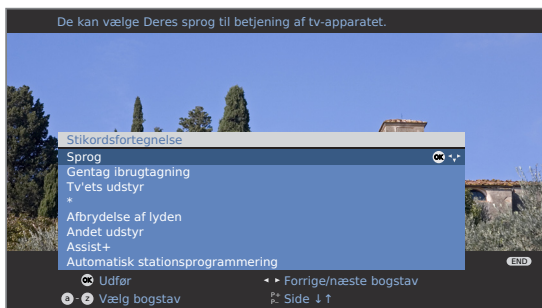 De kan vælge Deres sprog til betjening af tv-apparatet.
Stikordsfortegnelse
Sprog OK
Gentag ibrugtagning
Tv'ets udstyr
*
Afbrydelse af lyden
Andet udstyr
Assist+
Automatisk stationsprogrammering
END
OK Udfør ◂ ▸ Forrige/næste bogstav
a - z Vælg bogstav P+ P- Side ↓↑